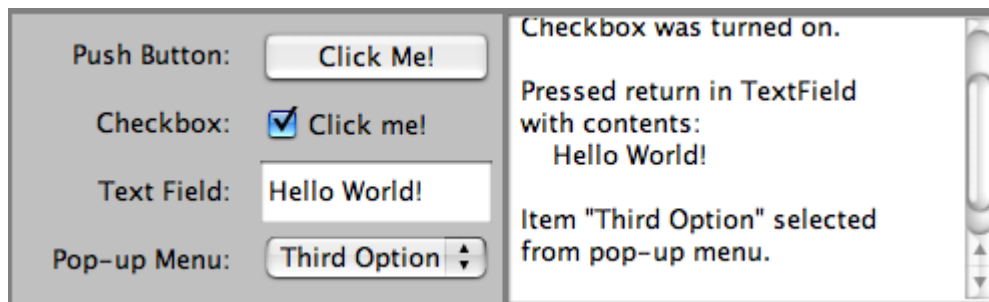 Push Button:
Click Me!
Checkbox:
Click me!
Text Field:
Hello World!
Pop-up Menu:
Third Option
Checkbox was turned on.
Pressed return in TextField
with contents:
Hello World!
Item "Third Option" selected
from pop-up menu.